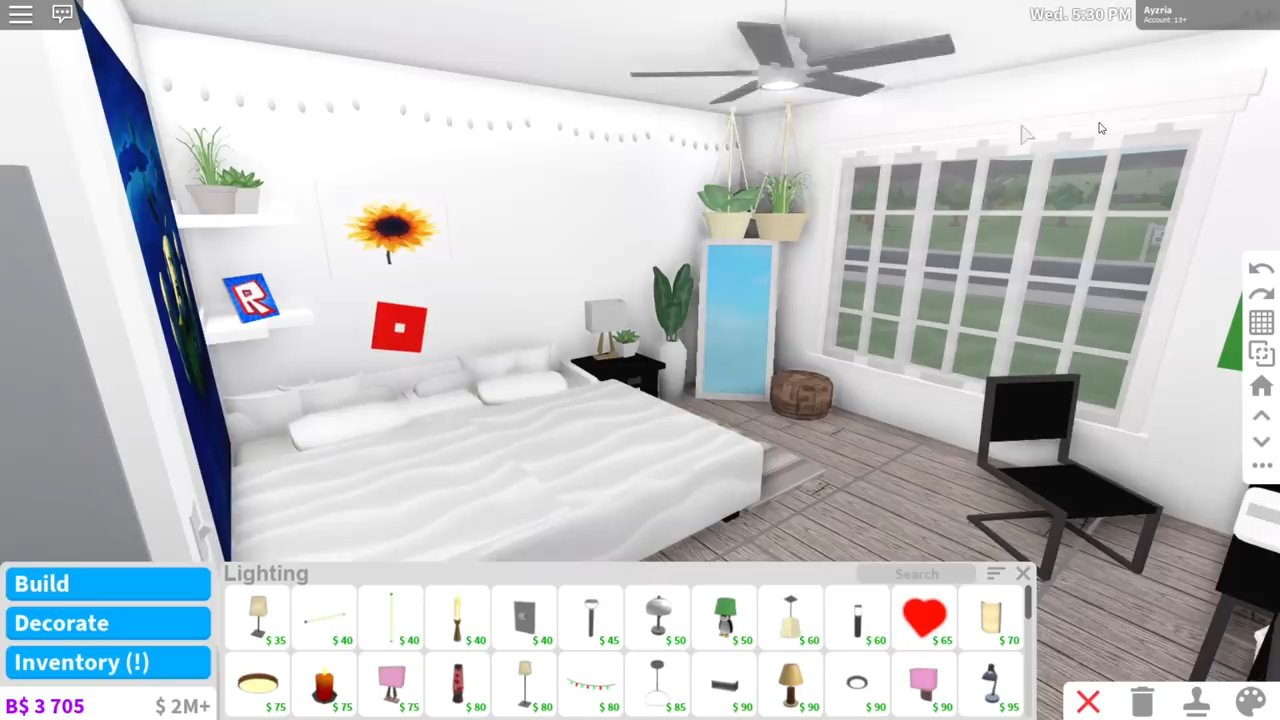 Wed. 5:30 PM
Ayzria
Account: 13+
R
Build
Decorate
Inventory (!)
B$ 3 705
$ 2M+
Lighting
Search
$ 35
$ 40
$ 40
$ 40
$ 40
$ 45
$ 50
$ 50
$ 60
$ 60
$ 65
$ 70
$ 75
$ 75
$ 75
$ 80
$ 80
$ 80
$ 85
$ 90
$ 90
$ 90
$ 90
$ 95